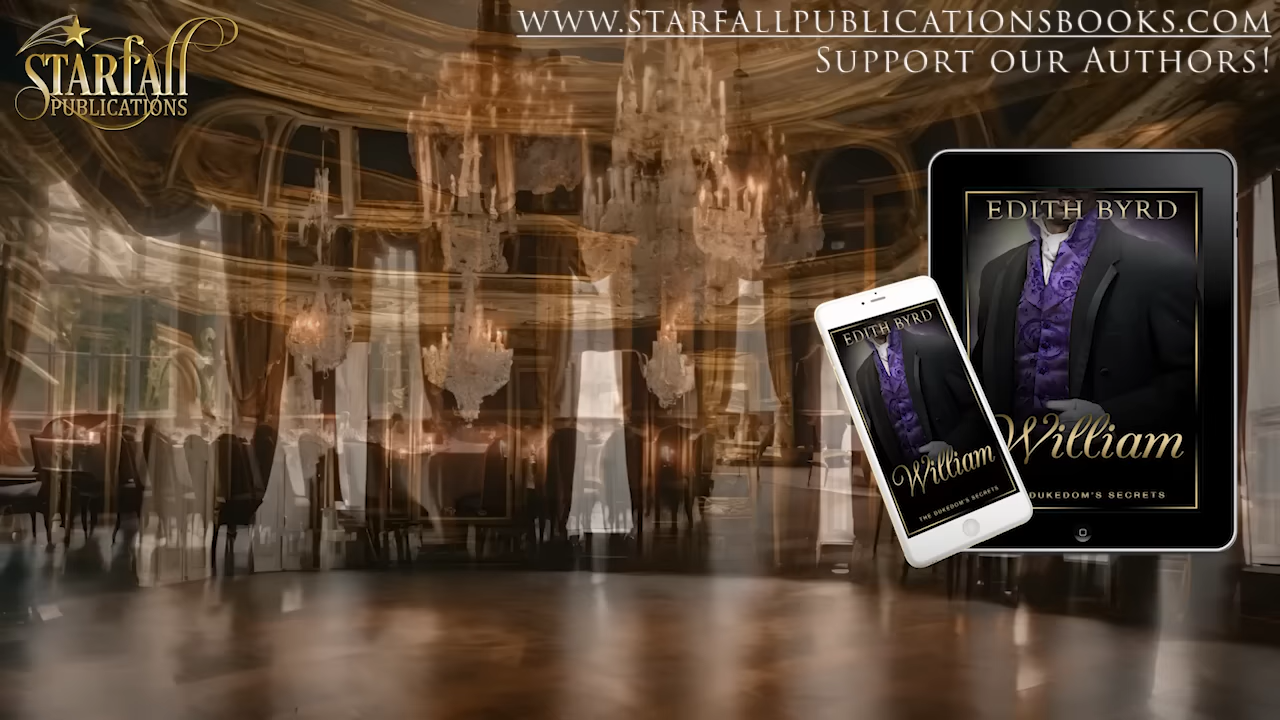 STARfall
PUBLICATIONS
WWW.STARFALLPUBLICATIONSBOOKS.COM
SUPPORT OUR AUTHORS!
EDITH BYRD
William
DUKEDOM'S SECRETS
EDITH BYRD
William
THE DUKEDOM'S SECRETS